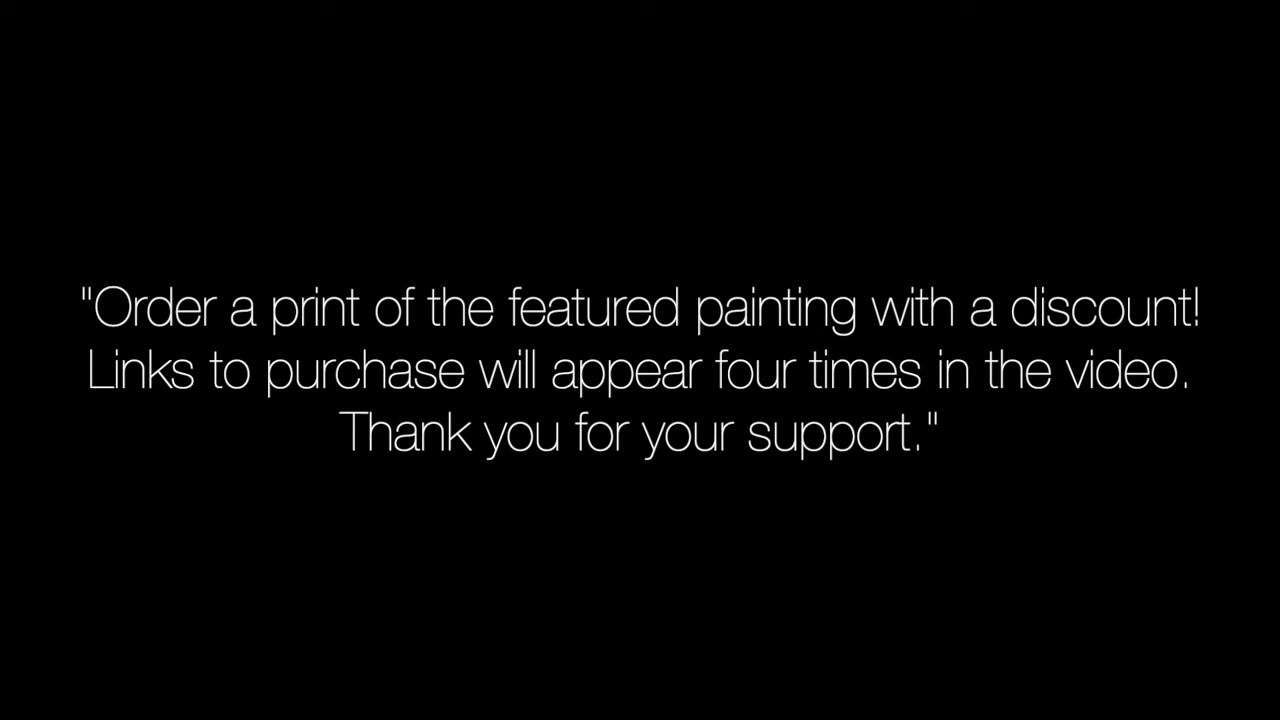 "Order a print of the featured painting with a discount!
Links to purchase will appear four times in the video.
Thank you for your support."